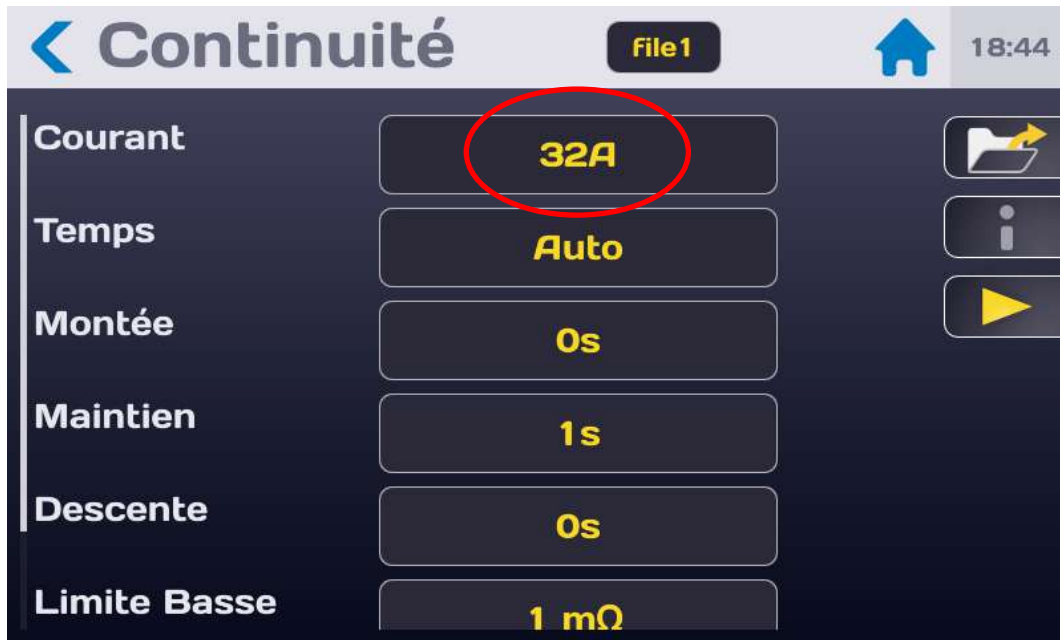 Continuité
File1
18:44
Courant
32A
Temps
Auto
Montée
0s
Maintien
1s
Descente
0s
Limite Basse
1 mΩ